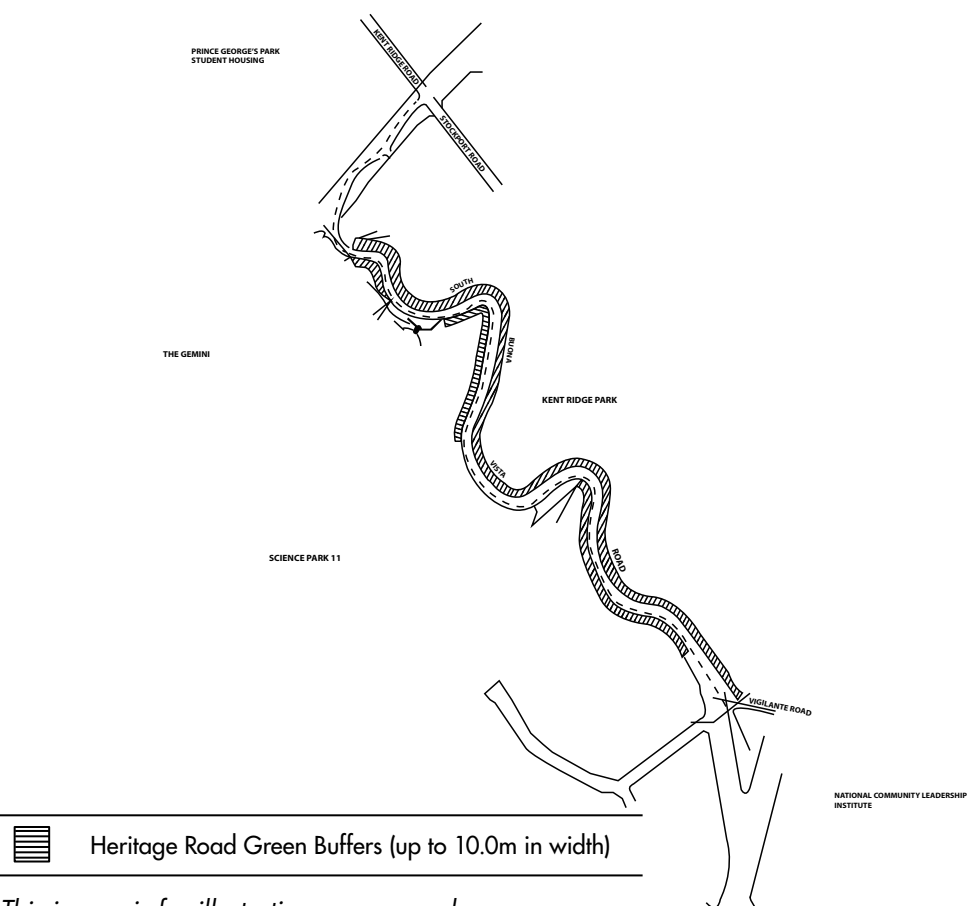 KENT RIDGE ROAD
PRINCE GEORGE'S PARK
STUDENT HOUSING
STOCKPORT ROAD
SOUTH
BUONA
THE GEMINI
KENT RIDGE PARK
VISTA
SCIENCE PARK 11
ROAD
VIGILANTE ROAD
NATIONAL COMMUNITY LEADERSHIP
INSTITUTE
Heritage Road Green Buffers (up to 10.0m in width)